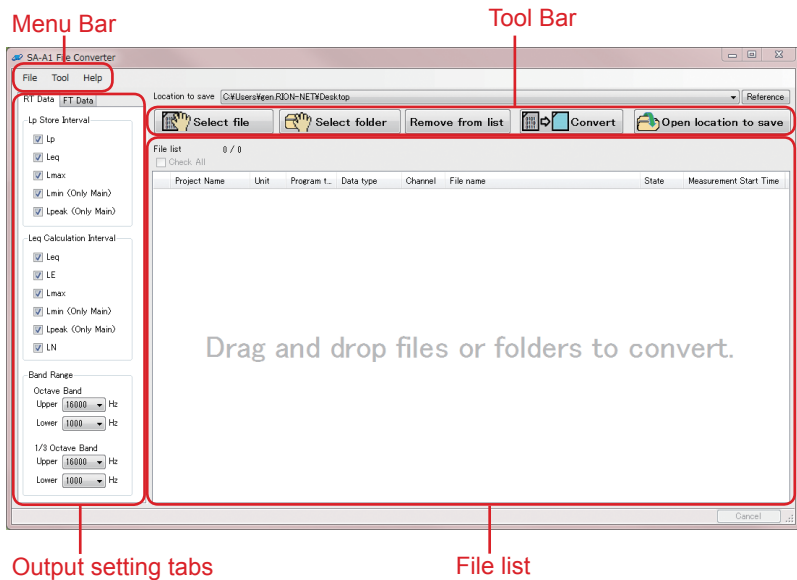 Menu Bar
Tool Bar
SA-A1 File Converter
File Tool Help
RT Data FT Data
Location to save C:¥Users¥gen.RION-NET¥Desktop Reference
Select file Select folder Remove from list Convert Open location to save
Lp Store Interval
Lp
Leq
Lmax
Lmin (Only Main)
Lpeak (Only Main)
Leq Calculation Interval
Leq
LE
Lmax
Lmin (Only Main)
Lpeak (Only Main)
LN
Band Range
Octave Band
Upper 16000 Hz
Lower 1000 Hz
1/3 Octave Band
Upper 16000 Hz
Lower 1000 Hz
File list 0 / 0
Check All
Project Name Unit Program t... Data type Channel File name State Measurement Start Time
Drag and drop files or folders to convert.
Cancel
Output setting tabs
File list